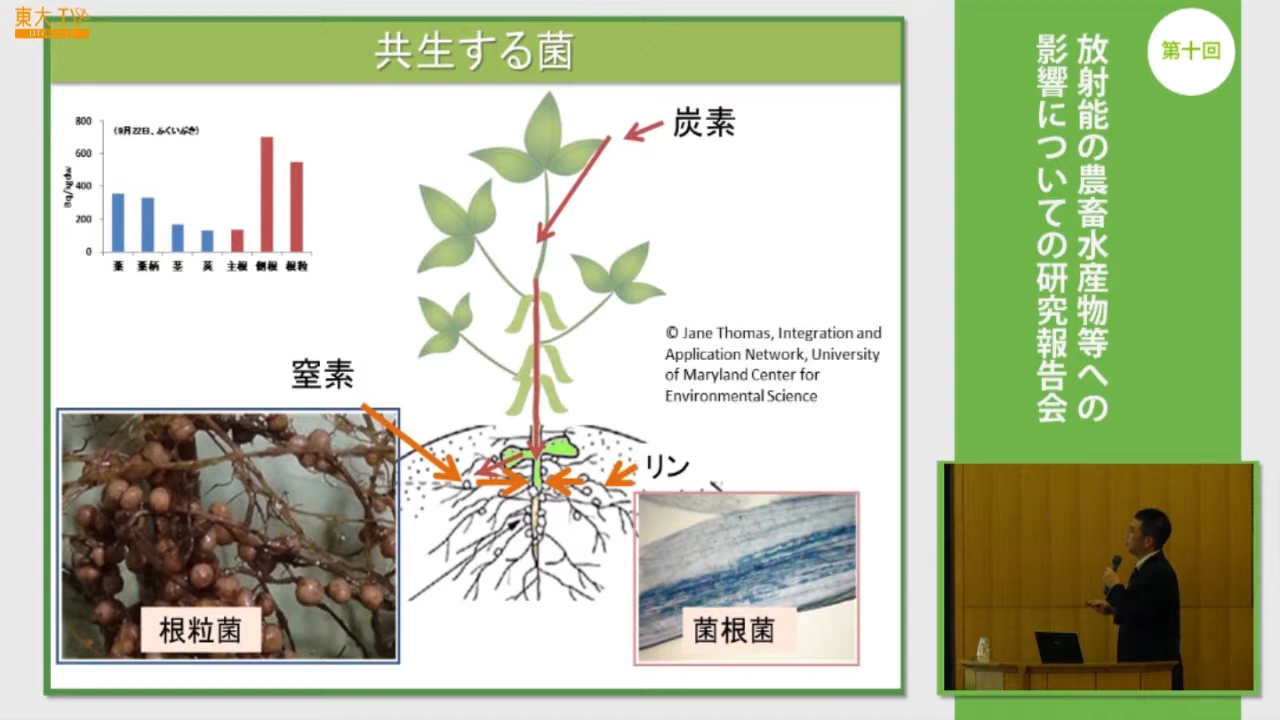 東大TV
共生する菌
800
(9月22日、ふくいぶき)
600
400
200
0
Bq/kgdw
葉 葉柄 茎 莢 主根 側根 根粒
炭素
窒素
リン
© Jane Thomas, Integration and
Application Network, University
of Maryland Center for
Environmental Science
根粒菌
菌根菌
第十回
放射能の農畜水産物等への
影響についての研究報告会